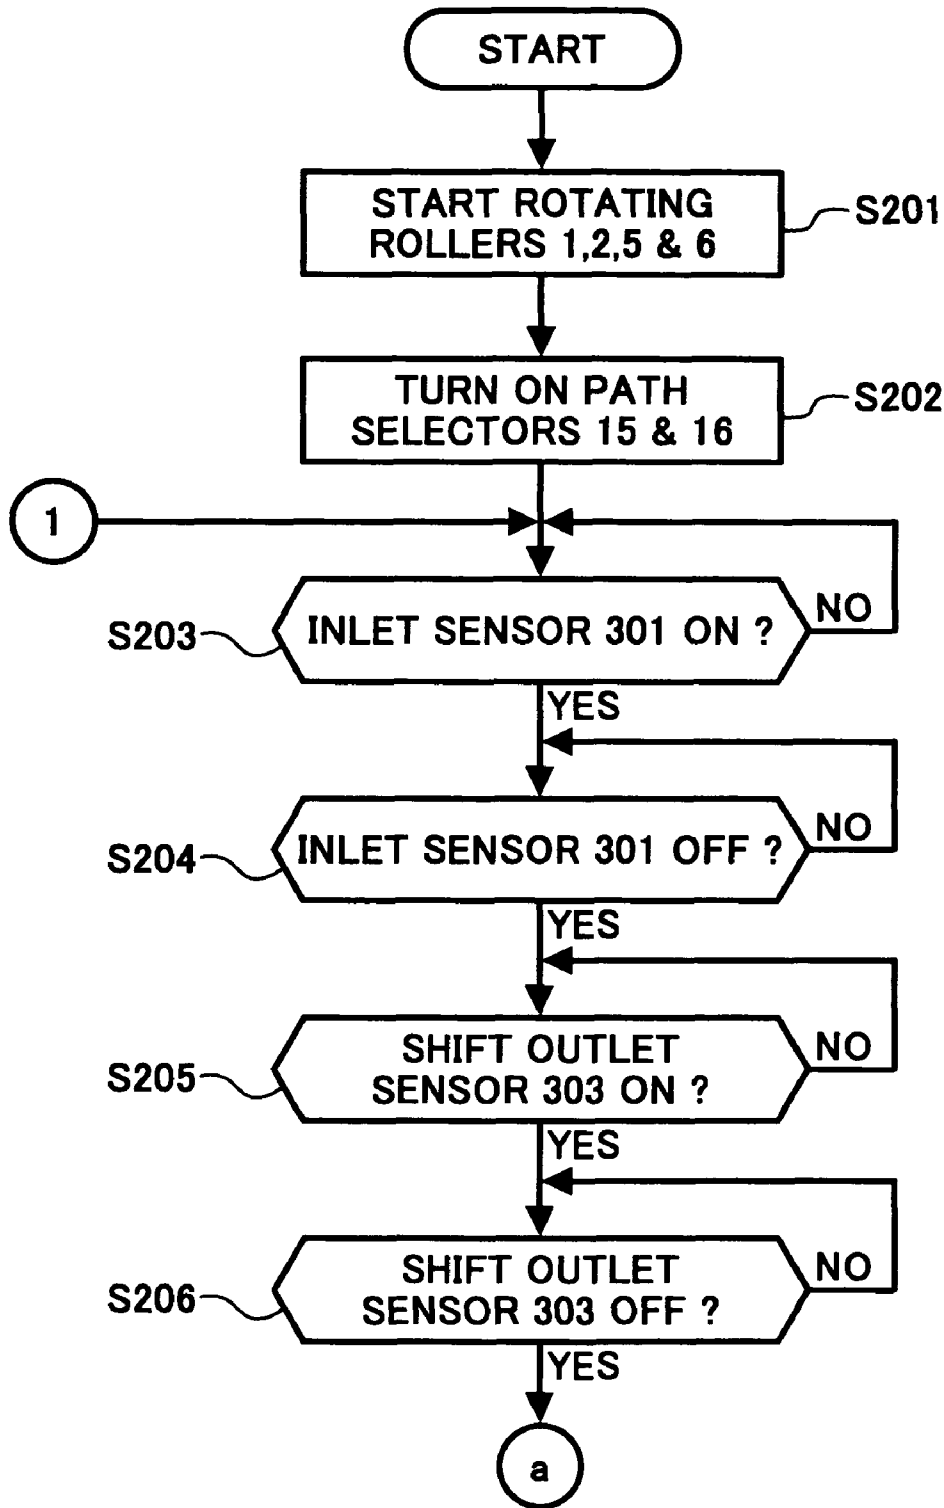 START
START ROTATING
ROLLERS 1,2,5 & 6
S201
TURN ON PATH
SELECTORS 15 & 16
S202
1
S203
INLET SENSOR 301 ON ?
NO
YES
S204
INLET SENSOR 301 OFF ?
NO
YES
S205
SHIFT OUTLET
SENSOR 303 ON ?
NO
YES
S206
SHIFT OUTLET
SENSOR 303 OFF ?
NO
YES
a